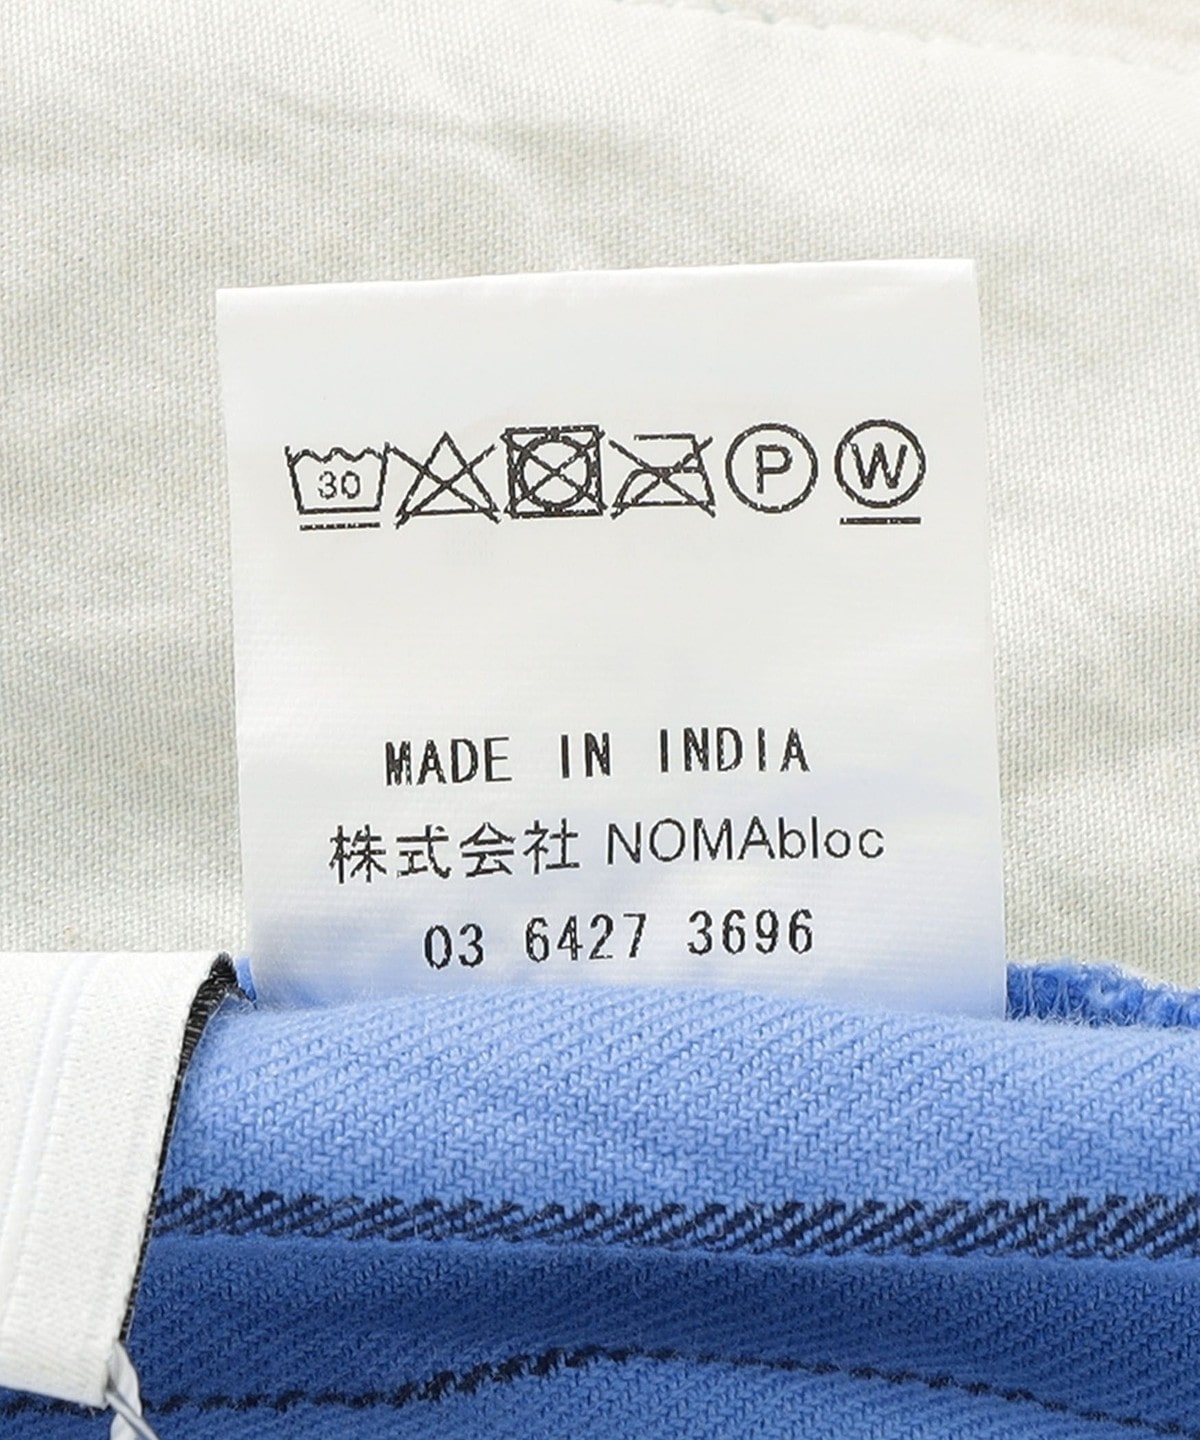 30 P W
MADE IN INDIA
株式会社 NOMAbloc
03 6427 3696